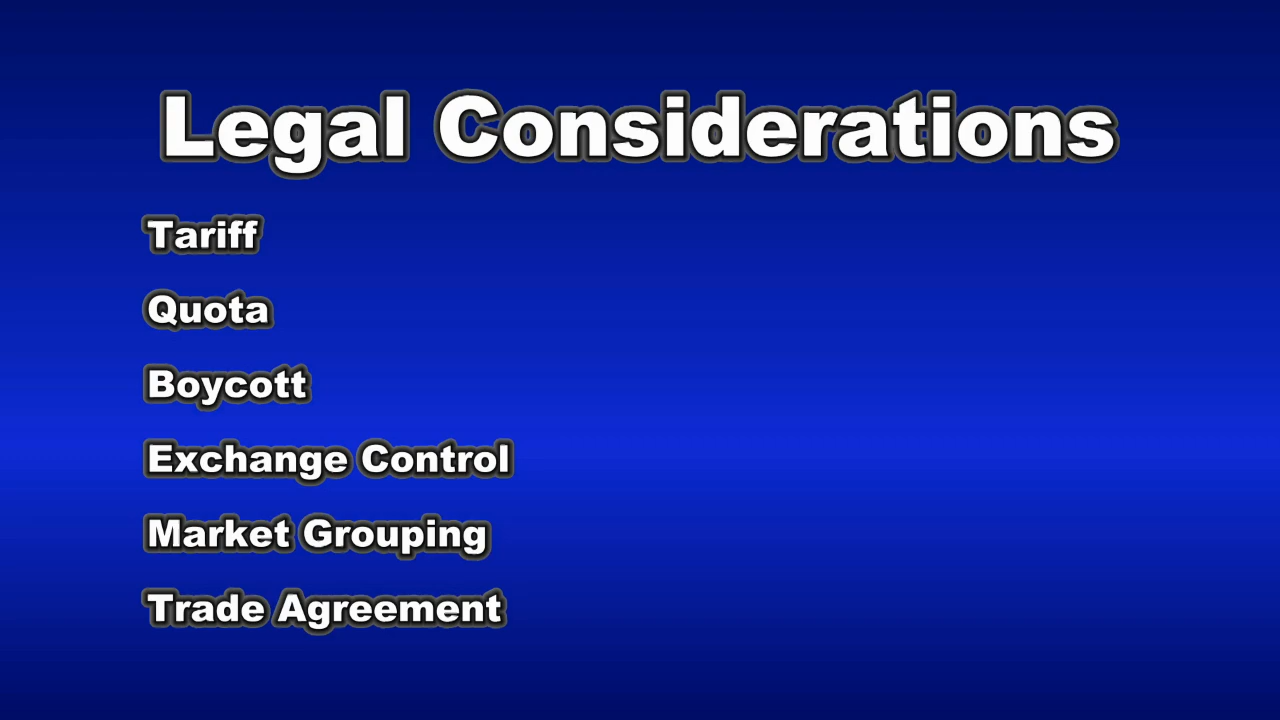 Legal Considerations
Tariff
Quota
Boycott
Exchange Control
Market Grouping
Trade Agreement